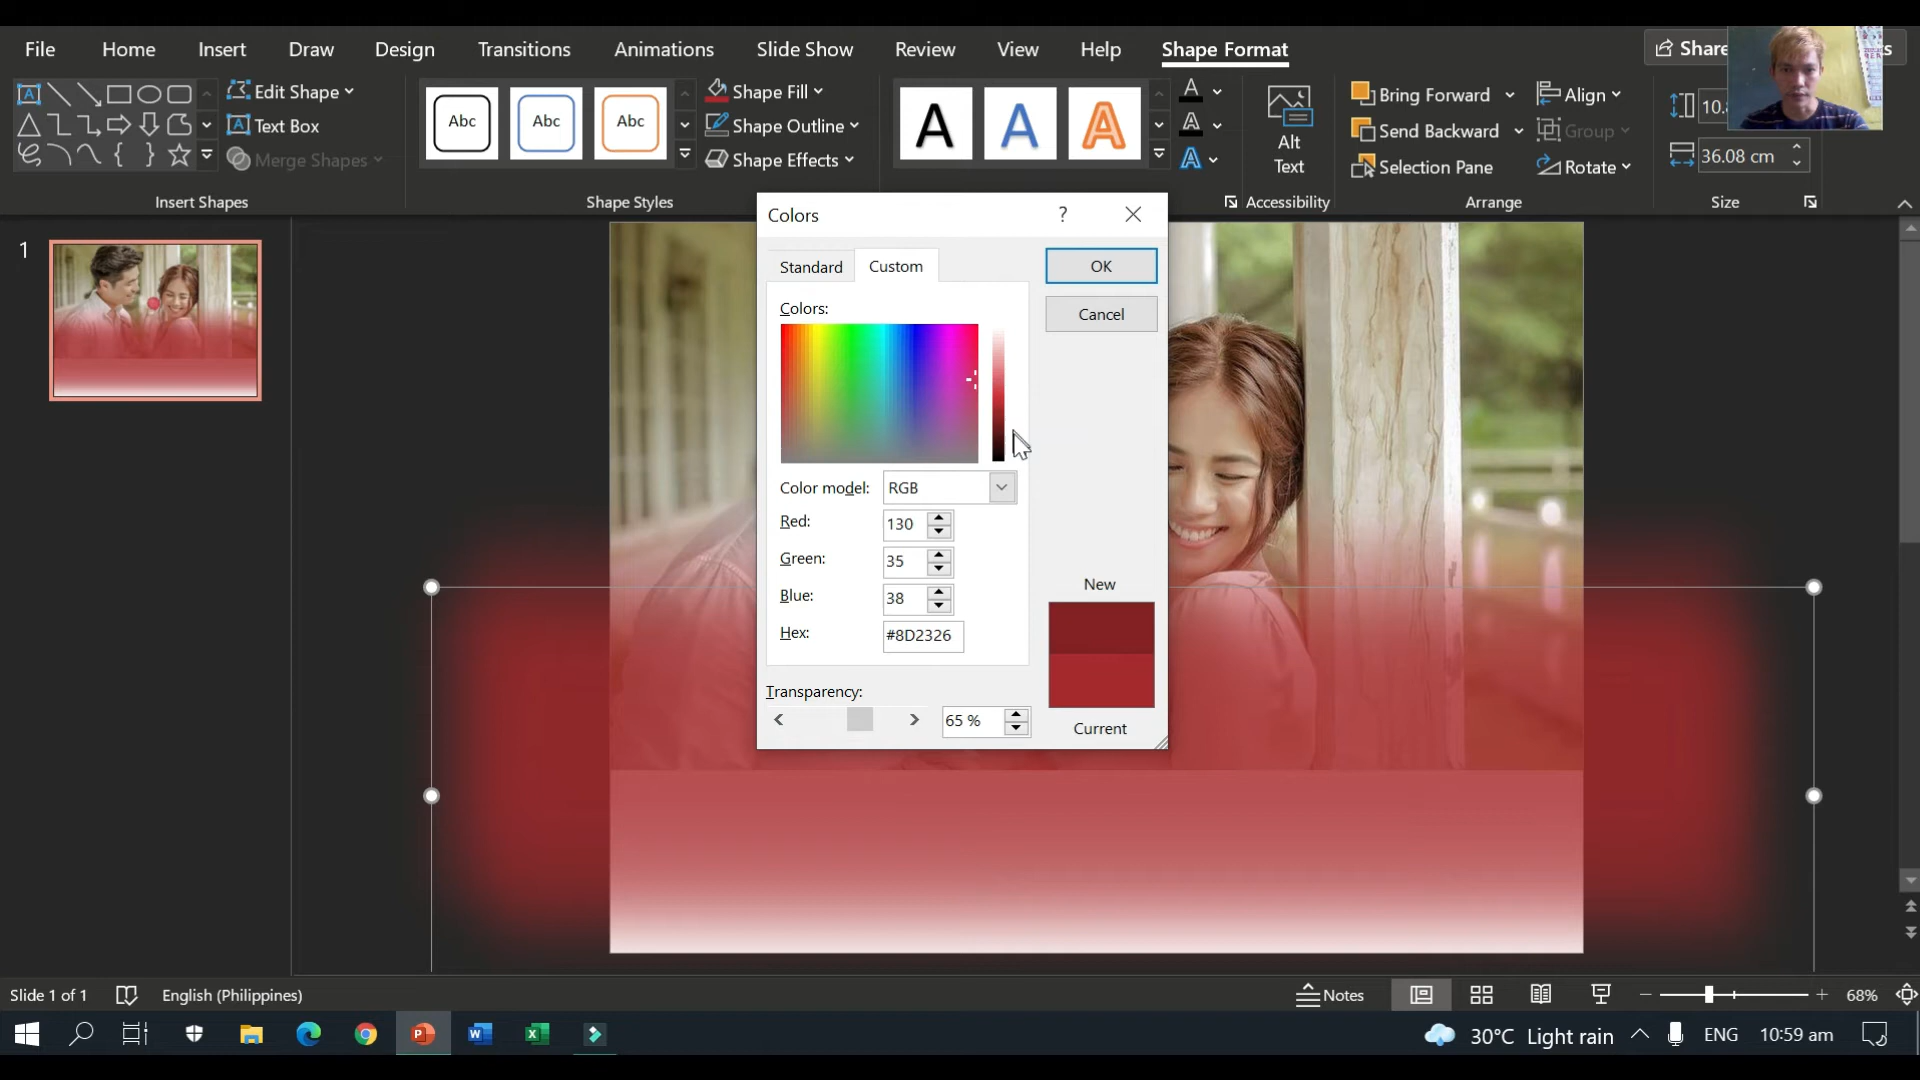 File Home Insert Draw Design Transitions Animations Slide Show Review View Help Shape Format Share
Edit Shape
Text Box
Merge Shapes
Insert Shapes
Abc Abc Abc
Shape Fill
Shape Outline
Shape Effects
Shape Styles
A A A
A
A
A
Alt
Text
Accessibility
Bring Forward
Send Backward
Selection Pane
Align
Group
Rotate
Arrange
36.08 cm
Size
1
Colors
?
Standard Custom
OK
Cancel
Colors:
Color model: RGB
Red: 130
Green: 35
Blue: 38
Hex: #8D2326
Transparency:
65 %
New
Current
Slide 1 of 1 English (Philippines) Notes 68%
30°C Light rain ENG 10:59 am